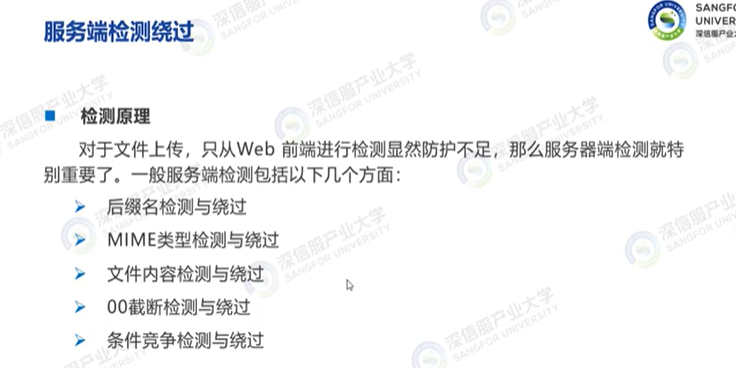 服务端检测绕过
SANGFO
UNIVER
深信服产业大
检测原理
对于文件上传，只从Web 前端进行检测显然防护不足，那么服务器端检测就特
别重要了。一般服务端检测包括以下几个方面：
后缀名检测与绕过
MIME类型检测与绕过
文件内容检测与绕过
00截断检测与绕过
条件竞争检测与绕过
深信服产业大学
SANGFOR UNIVERSITY